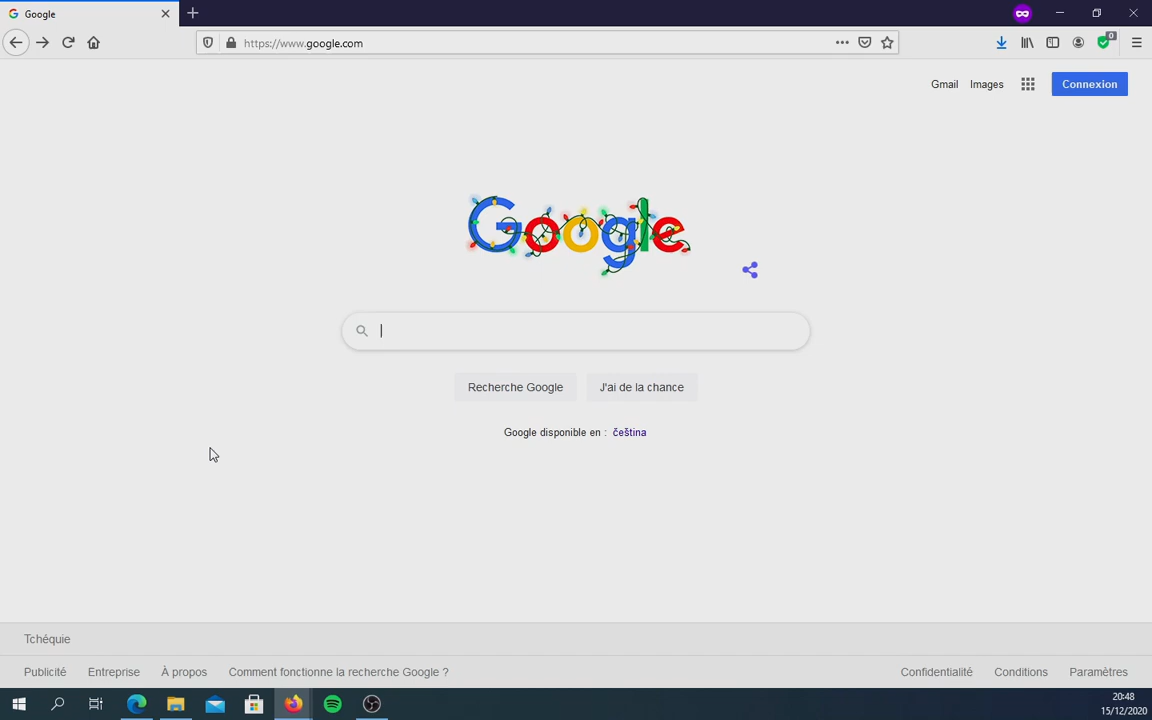 Google
https://www.google.com
0
Gmail Images Connexion
Google
Recherche Google J'ai de la chance
Google disponible en : čeština
Tchéquie
Publicité Entreprise À propos Comment fonctionne la recherche Google ? Confidentialité Conditions Paramètres
20:48
15/12/2020